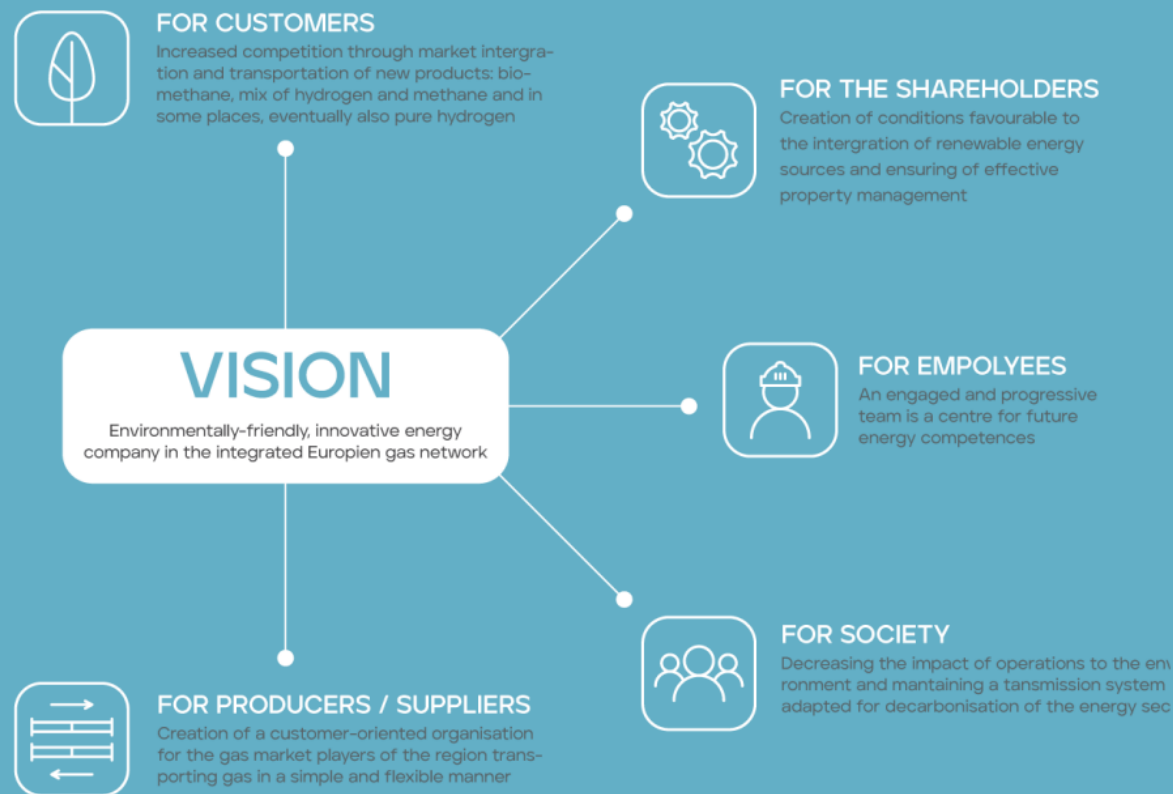 FOR CUSTOMERS
Increased competition through market intergra-
tion and transportation of new products: bio-
methane, mix of hydrogen and methane and in
some places, eventually also pure hydrogen
FOR THE SHAREHOLDERS
Creation of conditions favourable to
the intergration of renewable energy
sources and ensuring of effective
property management
VISION
Environmentally-friendly, innovative energy
company in the integrated Europien gas network
FOR EMPOLYEES
An engaged and progressive
team is a centre for future
energy competences
FOR SOCIETY
Decreasing the impact of operations to the
ronment and mantaining a tansmission system
adapted for decarbonisation of the energy
FOR PRODUCERS / SUPPLIERS
Creation of a customer-oriented organisation
for the gas market players of the region trans-
porting gas in a simple and flexible manner